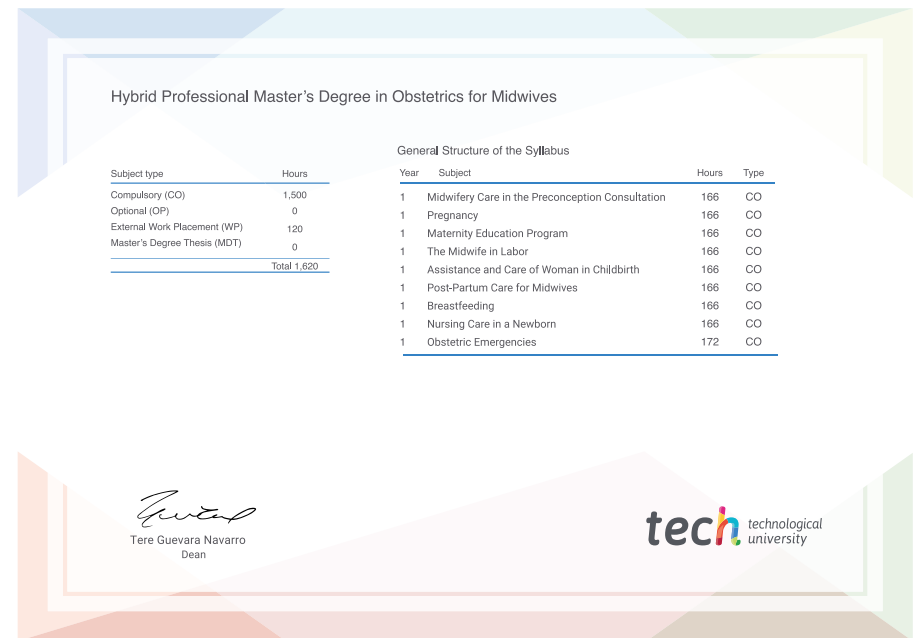 Hybrid Professional Master's Degree in Obstetrics for Midwives
Subject type Hours
Compulsory (CO) 1,500
Optional (OP) 0
External Work Placement (WP) 120
Master's Degree Thesis (MDT) 0
Total 1,620
General Structure of the Syllabus
Year Subject Hours Type
1 Midwifery Care in the Preconception Consultation 166 CO
1 Pregnancy 166 CO
1 Maternity Education Program 166 CO
1 The Midwife in Labor 166 CO
1 Assistance and Care of Woman in Childbirth 166 CO
1 Post-Partum Care for Midwives 166 CO
1 Breastfeeding 166 CO
1 Nursing Care in a Newborn 166 CO
1 Obstetric Emergencies 172 CO
Tere Guevara Navarro
Dean
tech technological
university